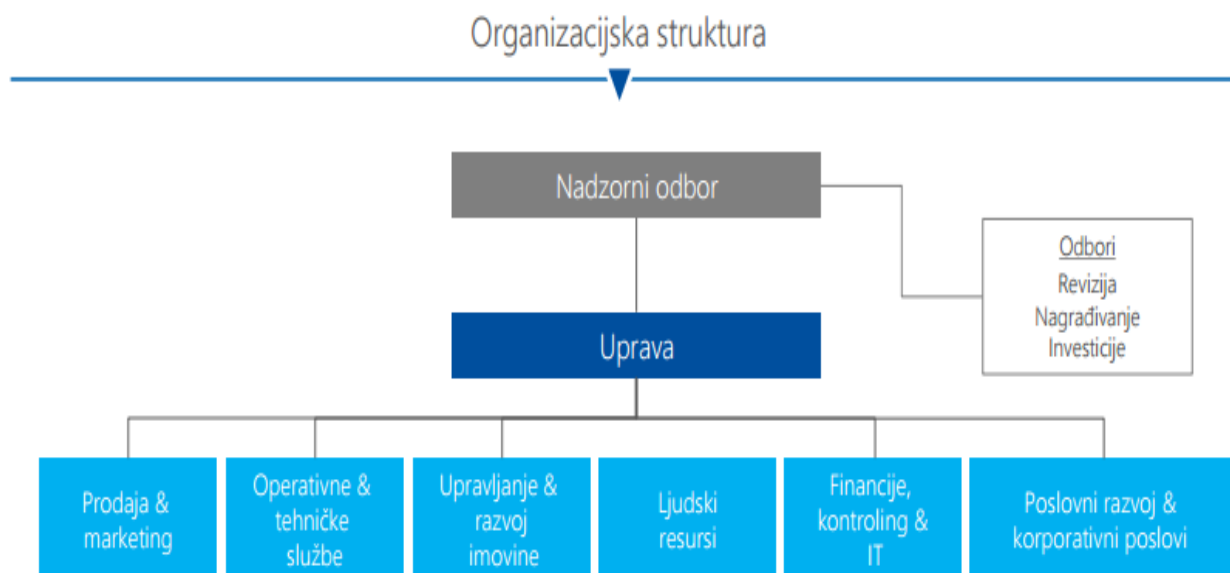 Organizacijska struktura
Nadzorni odbor
Odbori
Revizija
Nagrađivanje
Investicije
Uprava
Prodaja &
marketing
Operativne &
tehničke
službe
Upravljanje &
razvoj
imovine
Ljudski
resursi
Financije,
kontroling &
IT
Poslovni razvoj &
korporativni poslovi